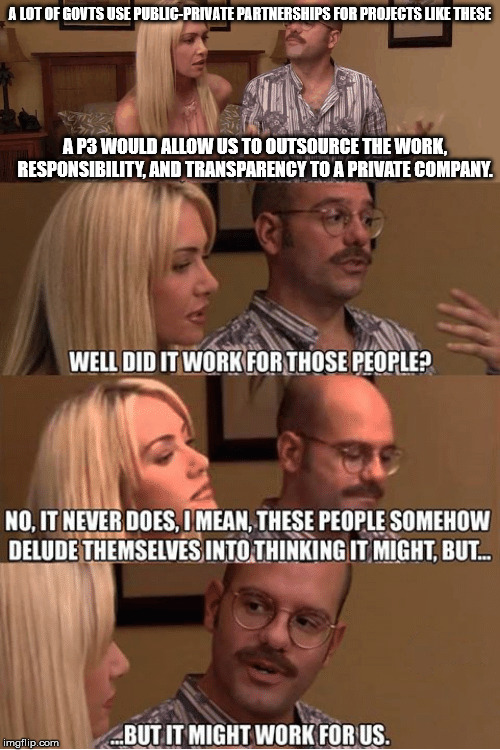 A LOT OF GOVTS USE PUBLIC-PRIVATE PARTNERSHIPS FOR PROJECTS LIKE THESE
A P3 WOULD ALLOW US TO OUTSOURCE THE WORK,
RESPONSIBILITY, AND TRANSPARENCY TO A PRIVATE COMPANY.
WELL DID IT WORK FOR THOSE PEOPLE?
NO, IT NEVER DOES, I MEAN, THESE PEOPLE SOMEHOW
DELUDE THEMSELVES INTO THINKING IT MIGHT, BUT...
...BUT IT MIGHT WORK FOR US.
imgflip.com